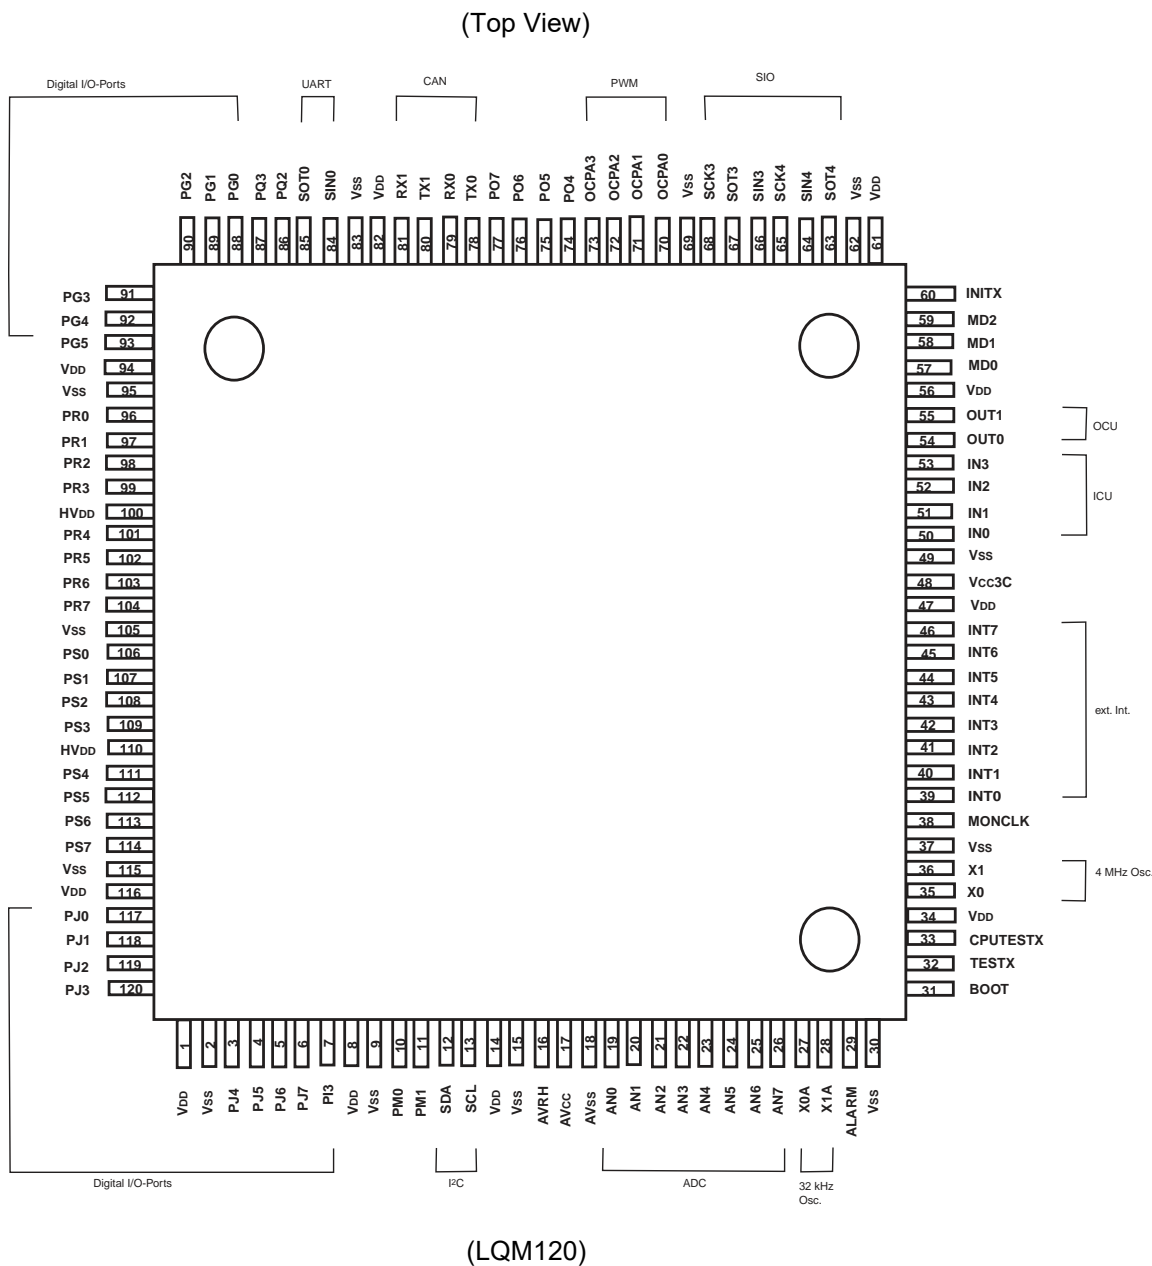 (Top View)
Digital I/O-Ports
UART
CAN
PWM
SIO
PG2
PG1
PG0
PQ3
PQ2
SOT0
SIN0
VSS
VDD
RX1
TX1
RX0
TX0
PO7
PO6
PO5
PO4
OCPA3
OCPA2
OCPA1
OCPA0
VSS
SCK3
SOT3
SIN3
SCK4
SIN4
SOT4
VSS
VDD
90
89
88
87
86
85
84
83
82
81
80
79
78
77
76
75
74
73
72
71
70
69
68
67
66
65
64
63
62
61
PG3 91
PG4 92
PG5 93
VDD 94
VSS 95
PR0 96
PR1 97
PR2 98
PR3 99
HVDD 100
PR4 101
PR5 102
PR6 103
PR7 104
VSS 105
PS0 106
PS1 107
PS2 108
PS3 109
HVDD 110
PS4 111
PS5 112
PS6 113
PS7 114
VSS 115
VDD 116
PJ0 117
PJ1 118
PJ2 119
PJ3 120
60 INITX
59 MD2
58 MD1
57 MD0
56 VDD
55 OUT1
54 OUT0
OCU
53 IN3
52 IN2
51 IN1
50 IN0
ICU
49 VSS
48 VCC3C
47 VDD
46 INT7
45 INT6
44 INT5
43 INT4
42 INT3
41 INT2
40 INT1
39 INT0
ext. Int.
38 MONCLK
37 VSS
36 X1
35 X0
4 MHz Osc.
34 VDD
33 CPUTESTX
32 TESTX
31 BOOT
1
2
3
4
5
6
7
8
9
10
11
12
13
14
15
16
17
18
19
20
21
22
23
24
25
26
27
28
29
30
VDD
VSS
PJ4
PJ5
PJ6
PJ7
PI3
VDD
VSS
PM0
PM1
SDA
SCL
VDD
VSS
AVRH
AVCC
AVSS
AN0
AN1
AN2
AN3
AN4
AN5
AN6
AN7
X0A
X1A
ALARM
VSS
Digital I/O-Ports
I²C
ADC
32 kHz
Osc.
(LQM120)